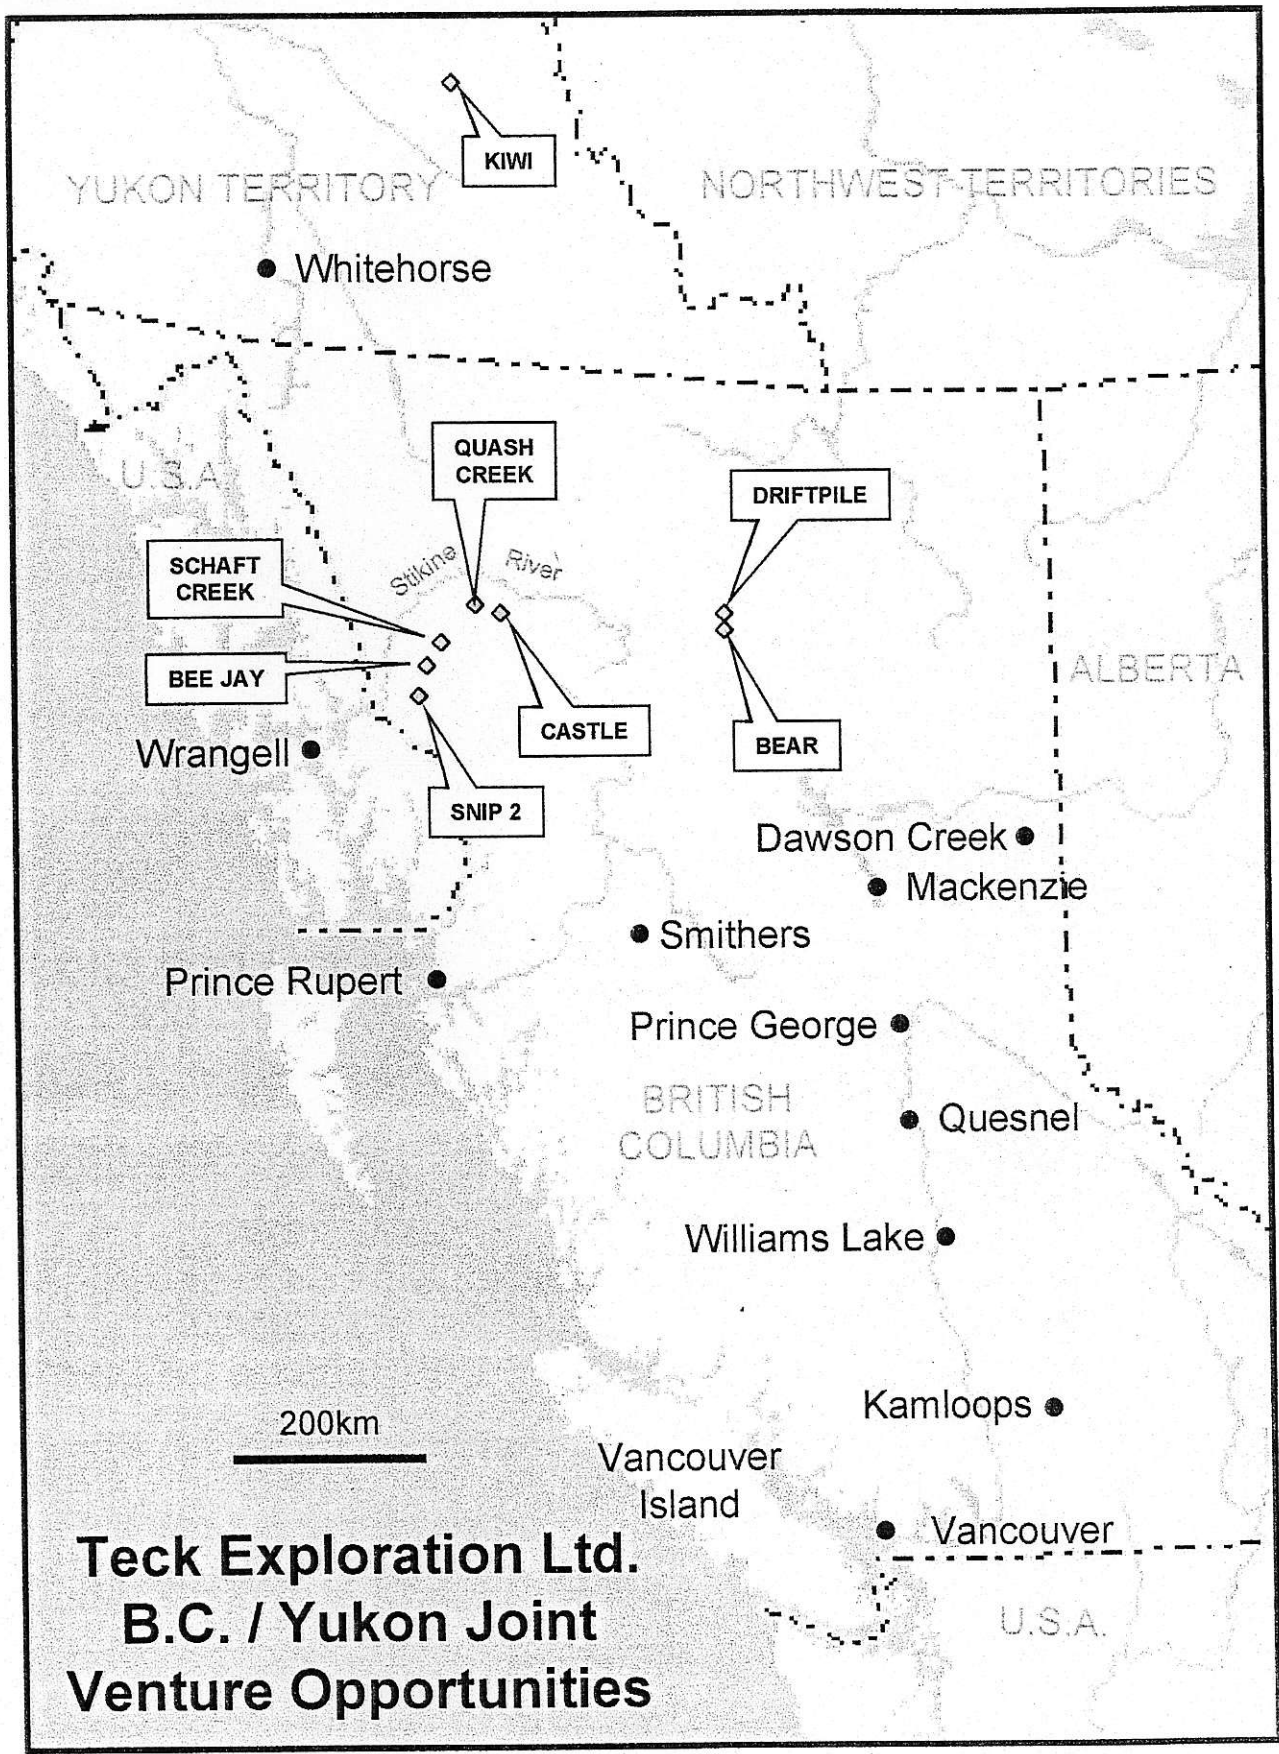 KIWI
YUKON TERRITORY
NORTHWEST TERRITORIES
Whitehorse
QUASH
CREEK
U.S.A
DRIFTPILE
SCHAFT
CREEK
Stikine River
BEE JAY
ALBERTA
CASTLE
BEAR
Wrangell
SNIP 2
Dawson Creek
Mackenzie
Smithers
Prince Rupert
Prince George
BRITISH
COLUMBIA
Quesnel
Williams Lake
Kamloops
200km
Vancouver
Island
Vancouver
U.S.A.
Teck Exploration Ltd.
B.C. / Yukon Joint
Venture Opportunities